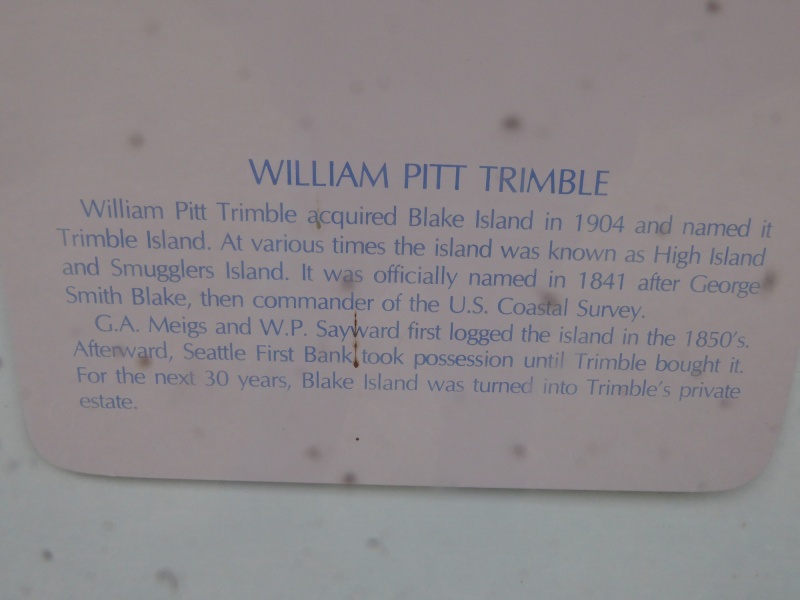 WILLIAM PITT TRIMBLE
William Pitt Trimble acquired Blake Island in 1904 and named it
Trimble Island. At various times the island was known as High Island
and Smugglers Island. It was officially named in 1841 after George
Smith Blake, then commander of the U.S. Coastal Survey.
G.A. Meigs and W.P. Sayward first logged the island in the 1850's.
Afterward, Seattle First Bank took possession until Trimble bought it.
For the next 30 years, Blake Island was turned into Trimble's private
estate.